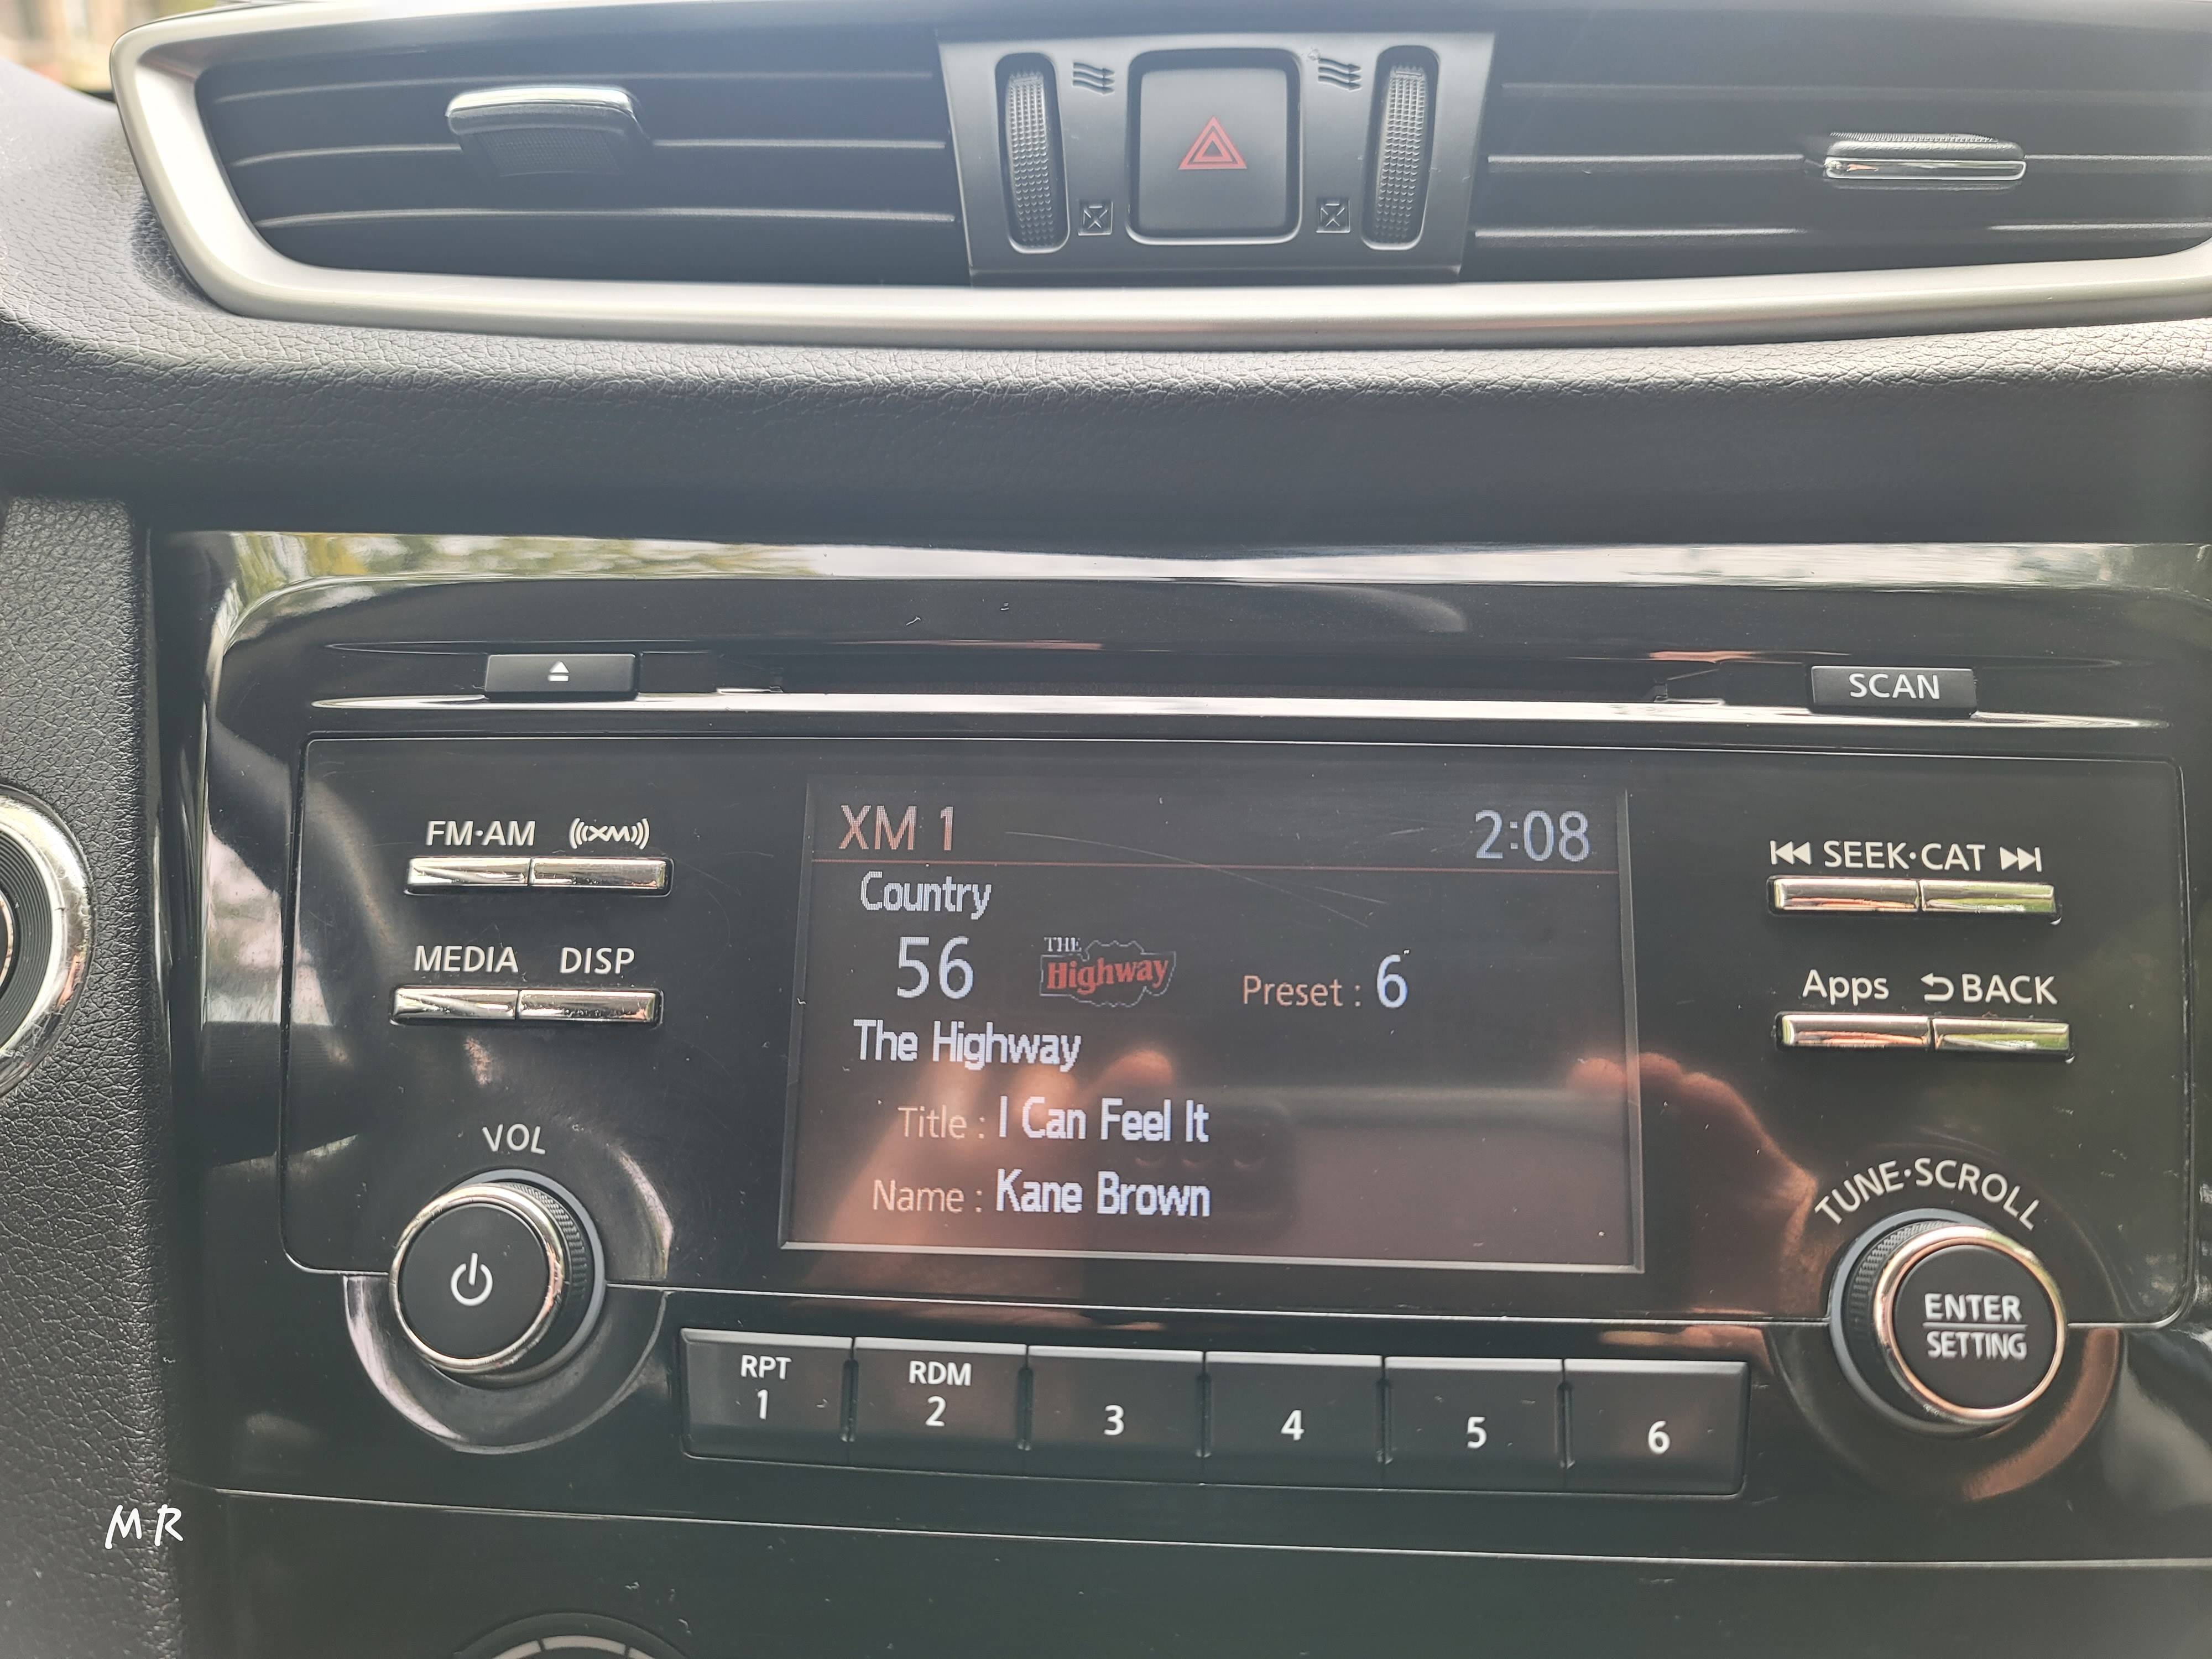 SCAN
FM·AM XM
XM 1 2:08
SEEK·CAT
Country
56 THE Highway Preset : 6
MEDIA DISP
Apps BACK
The Highway
Title : I Can Feel It
VOL
TUNE·SCROLL
Name : Kane Brown
ENTER
SETTING
RPT RDM
1 2 3 4 5 6
MR